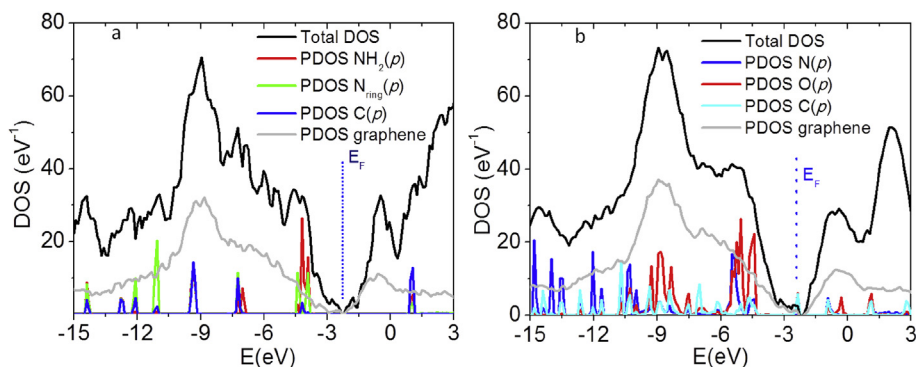 a
Total DOS
PDOS NH₂(p)
PDOS Nring(p)
PDOS C(p)
PDOS graphene
EF
DOS (eV⁻¹)
80
60
40
20
0
-15 -12 -9 -6 -3 0 3
E(eV)
b
Total DOS
PDOS N(p)
PDOS O(p)
PDOS C(p)
PDOS graphene
EF
DOS (eV⁻¹)
80
60
40
20
0
-15 -12 -9 -6 -3 0 3
E(eV)